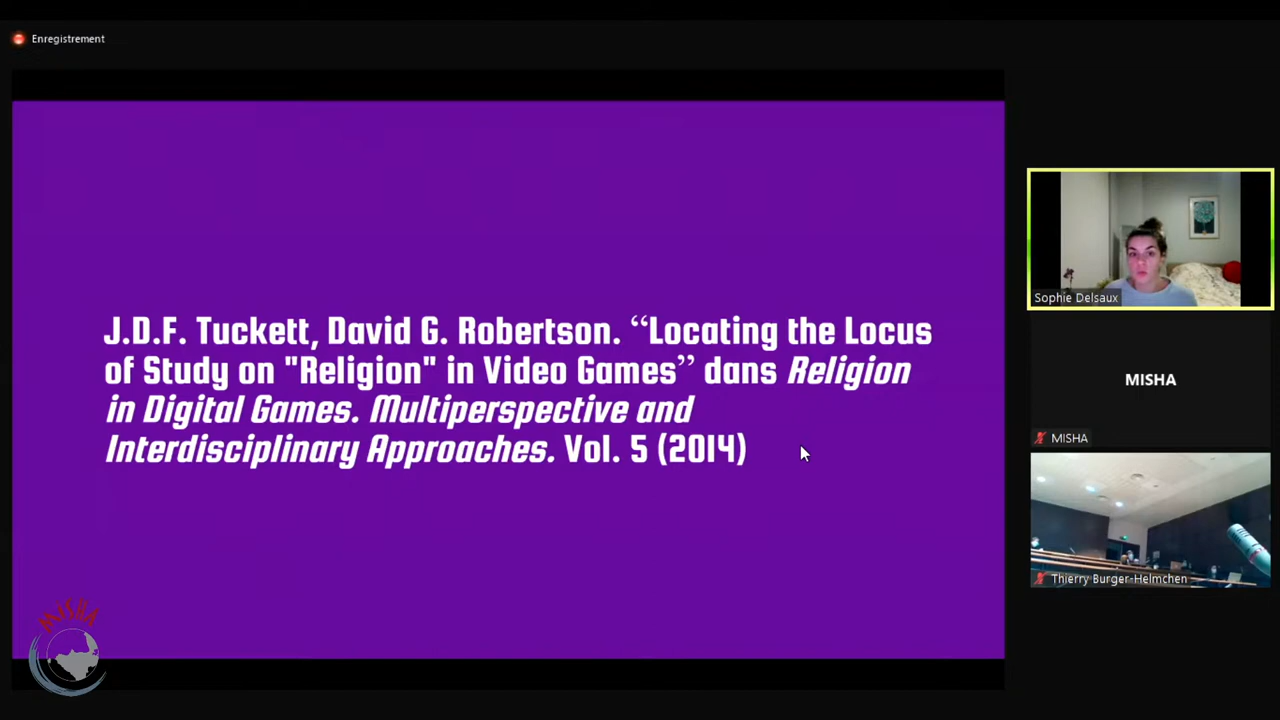 Enregistrement
J.D.F. Tuckett, David G. Robertson. “Locating the Locus
of Study on "Religion" in Video Games” dans Religion
in Digital Games. Multiperspective and
Interdisciplinary Approaches. Vol. 5 (2014)
Sophie Delsaux
MISHA
MISHA
Thierry Burger-Helmchen
MISHA